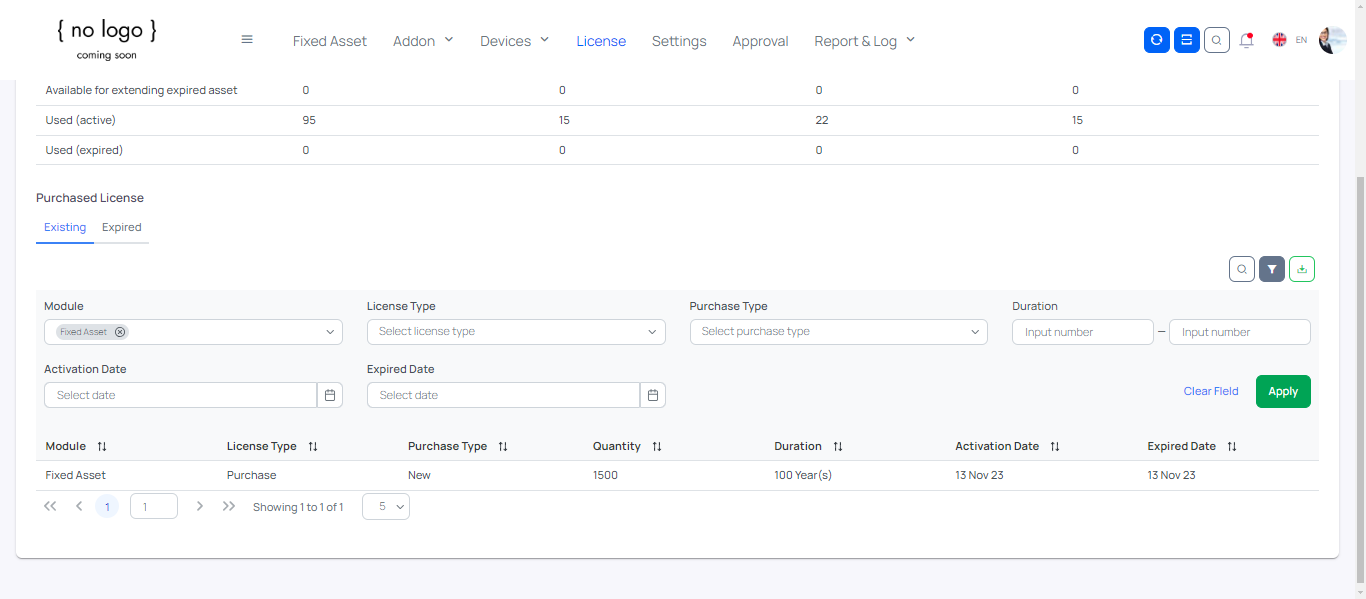 { no logo }
coming soon
Fixed Asset Addon Devices License Settings Approval Report & Log EN
Available for extending expired asset 0 0 0 0
Used (active) 95 15 22 15
Used (expired) 0 0 0 0
Purchased License
Existing Expired
Module License Type Purchase Type Duration
Fixed Asset Select license type Select purchase type Input number – Input number
Activation Date Expired Date
Select date Select date Clear Field Apply
Module License Type Purchase Type Quantity Duration Activation Date Expired Date
Fixed Asset Purchase New 1500 100 Year(s) 13 Nov 23 13 Nov 23
1 1 Showing 1 to 1 of 1 5